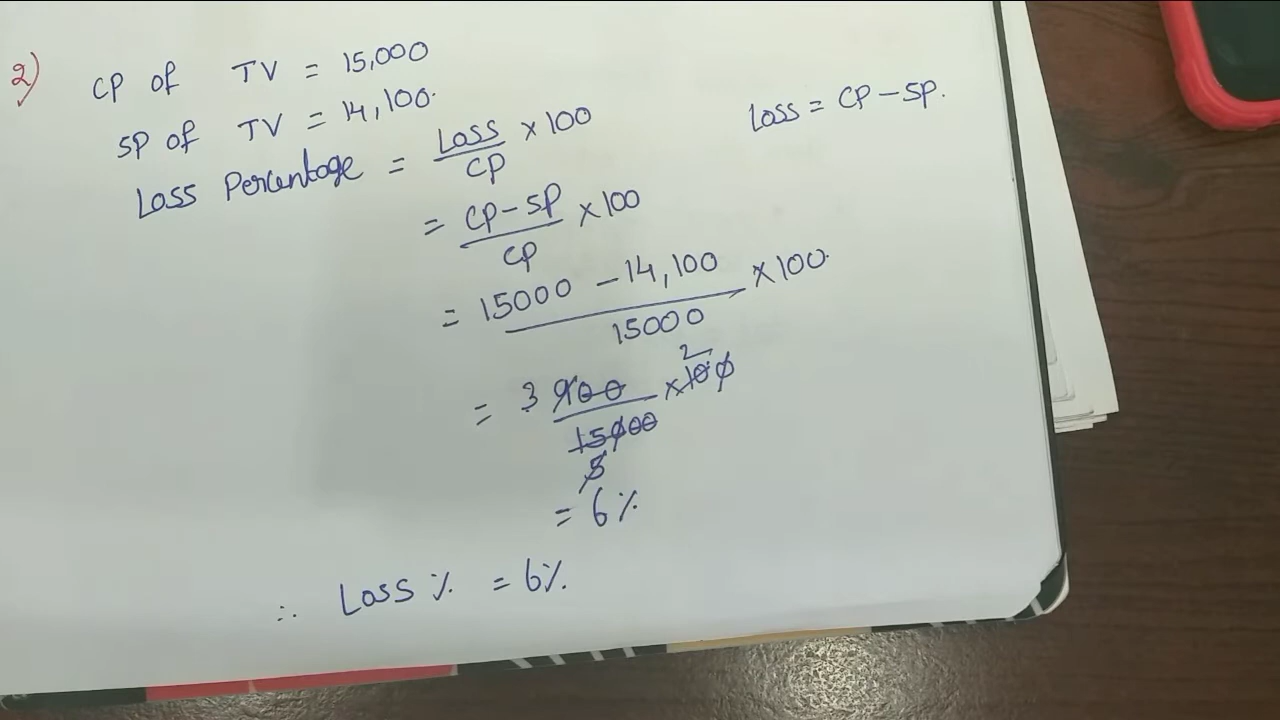 2)
CP of TV = 15,000
SP of TV = 14,100.
Loss = CP - SP.
Loss Percentage = Loss/CP × 100
= CP - SP/CP × 100
= 15000 - 14,100/15000 × 100.
= 3 900/15000 × 100 2
5
= 6%
∴ Loss % = 6%.